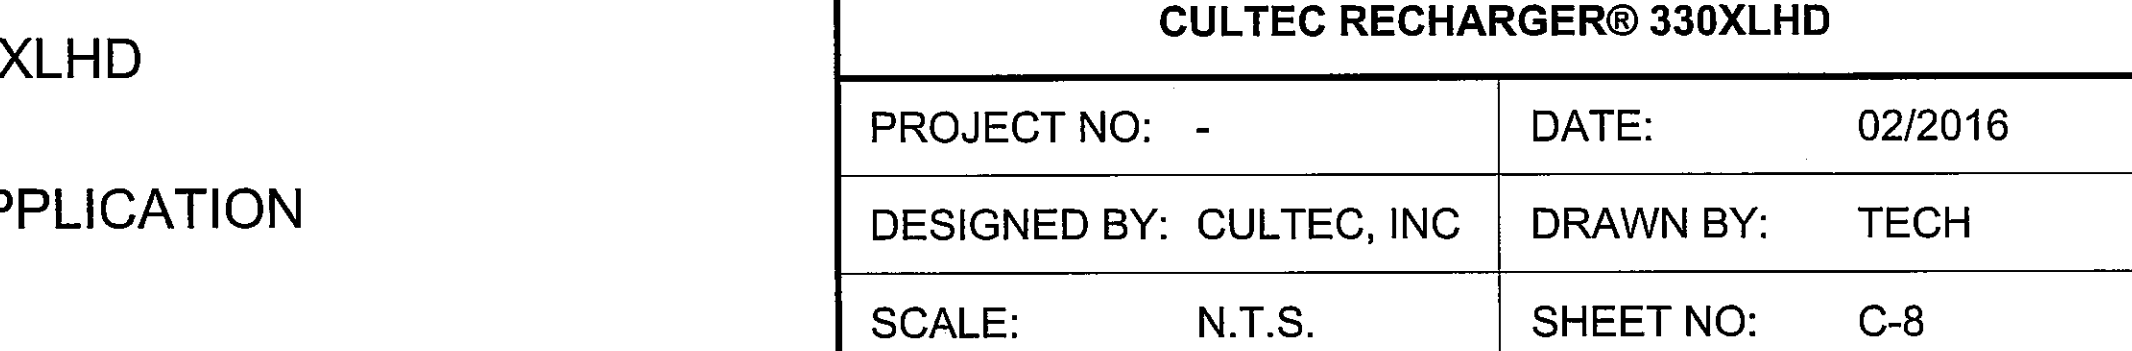 XLHD
PPLICATION
CULTEC RECHARGER® 330XLHD
PROJECT NO: - DATE: 02/2016
DESIGNED BY: CULTEC, INC DRAWN BY: TECH
SCALE: N.T.S. SHEET NO: C-8